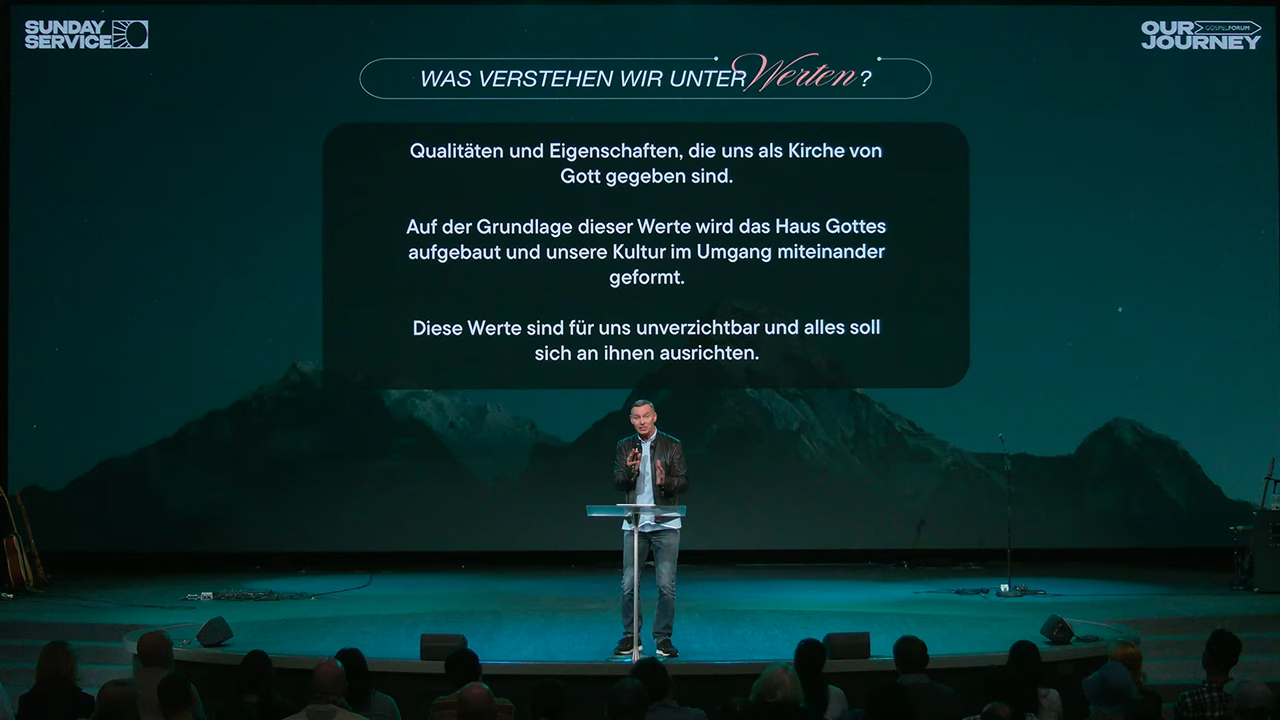 SUNDAY
SERVICE
OUR GOSPELFORUM
JOURNEY
WAS VERSTEHEN WIR UNTER Werten ?
Qualitäten und Eigenschaften, die uns als Kirche von
Gott gegeben sind.
Auf der Grundlage dieser Werte wird das Haus Gottes
aufgebaut und unsere Kultur im Umgang miteinander
geformt.
Diese Werte sind für uns unverzichtbar und alles soll
sich an ihnen ausrichten.